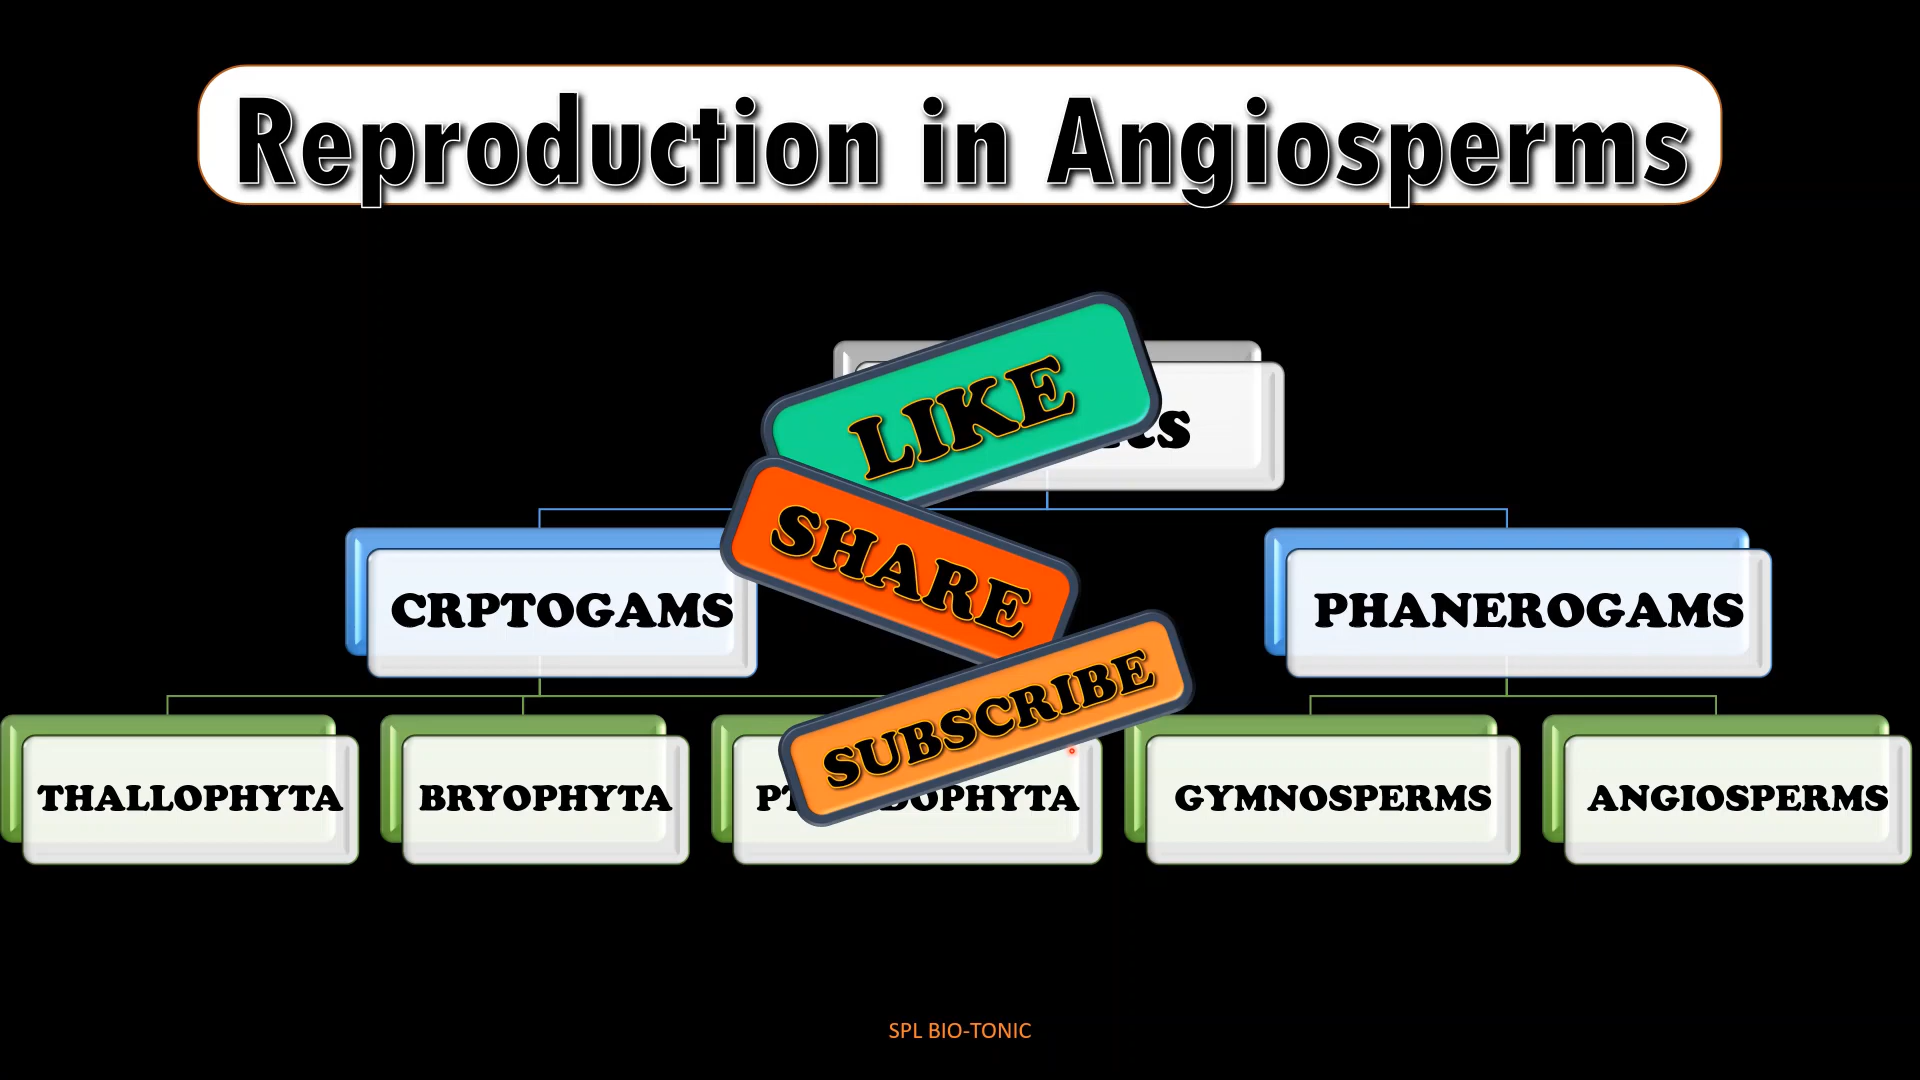 Reproduction in Angiosperms
LIKE
SHARE
SUBSCRIBE
CRPTOGAMS
PHANEROGAMS
THALLOPHYTA
BRYOPHYTA
GYMNOSPERMS
ANGIOSPERMS
SPL BIO-TONIC